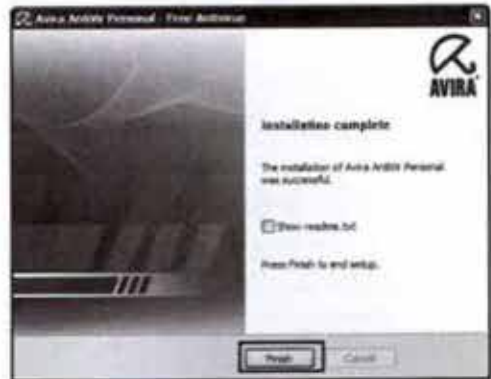 Avira AntiVir Personal - Free Antivirus
AVIRA
Installation complete
The installation of Avira AntiVir Personal
was successful.
Show readme.txt
Press Finish to end setup.
Finish
Cancel